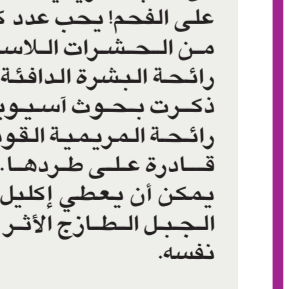 على الفحم! يحب عدد ك
من الحشرات اللاس
رائحة البشرة الدافئة
ذكرت بحوث آسيوي
رائحة المريمية القو
قادرة على طردها.
يمكن أن يعطي إكليل
الجبل الطازج الأثر
نفسه.